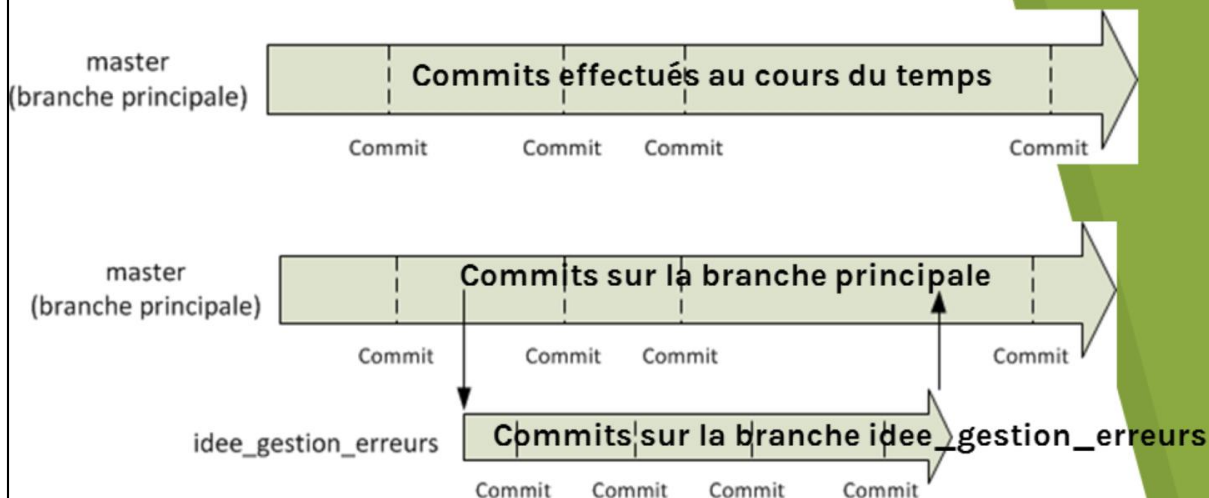 master
(branche principale)
Commits effectués au cours du temps
Commit Commit Commit Commit
master
(branche principale)
Commits sur la branche principale
Commit Commit Commit Commit
idee_gestion_erreurs
Commits sur la branche idee_gestion_erreurs
Commit Commit Commit Commit